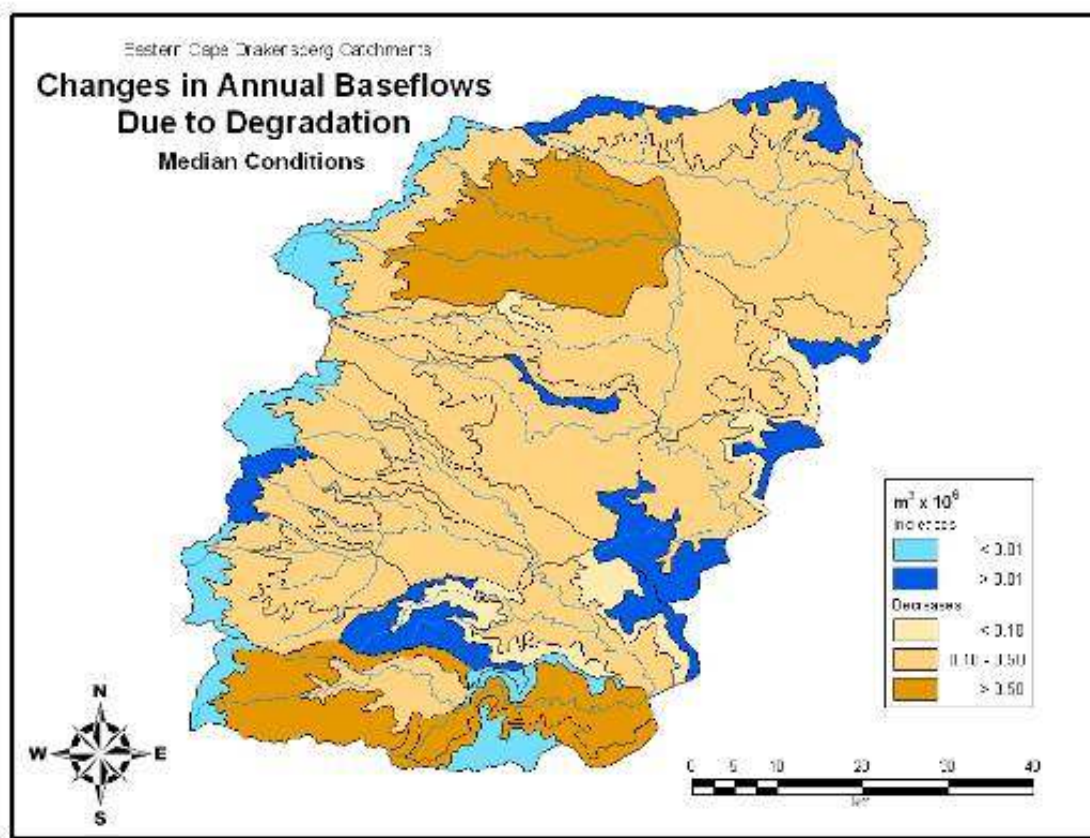 Eastern Cape Drakensberg Catchments
Changes in Annual Baseflows
Due to Degradation
Median Conditions
m³ x 10⁶
Increases
< 0.01
> 0.01
Decreases
< 0.10
0.10 - 0.50
> 0.50
N
W E
S
0 5 10 20 30 40
km